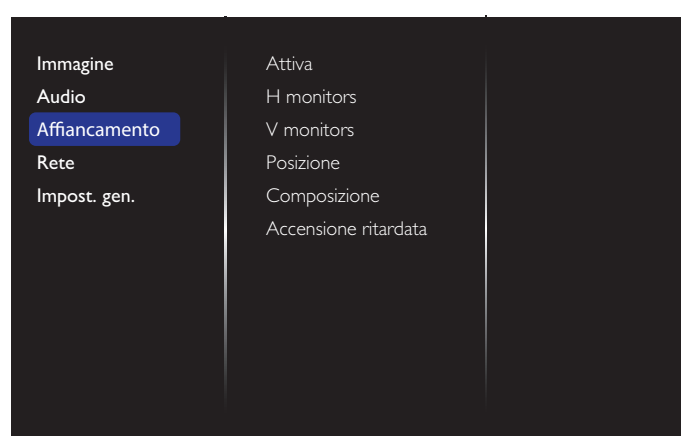 Immagine
Audio
Affiancamento
Rete
Impost. gen.
Attiva
H monitors
V monitors
Posizione
Composizione
Accensione ritardata